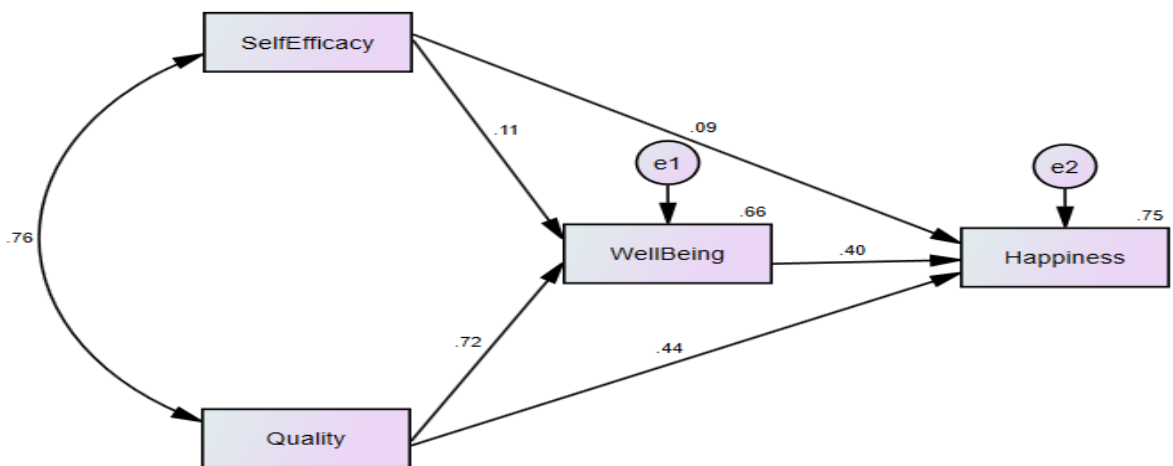 SelfEfficacy
.11
.09
e1
e2
.76
.66
.75
WellBeing
.40
Happiness
.72
.44
Quality